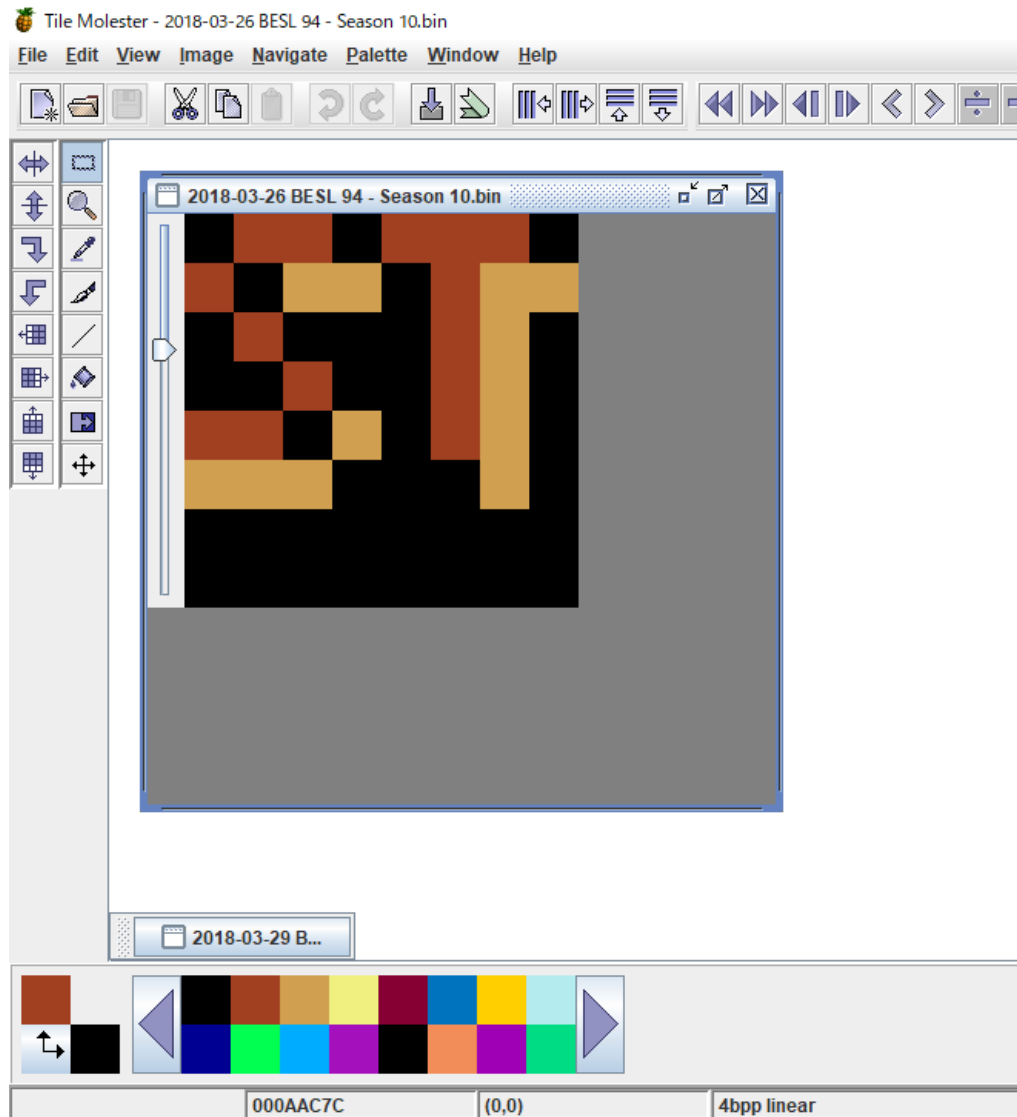 Tile Molester - 2018-03-26 BESL 94 - Season 10.bin
File Edit View Image Navigate Palette Window Help
2018-03-26 BESL 94 - Season 10.bin
ST
2018-03-29 B...
000AAC7C (0,0) 4bpp linear